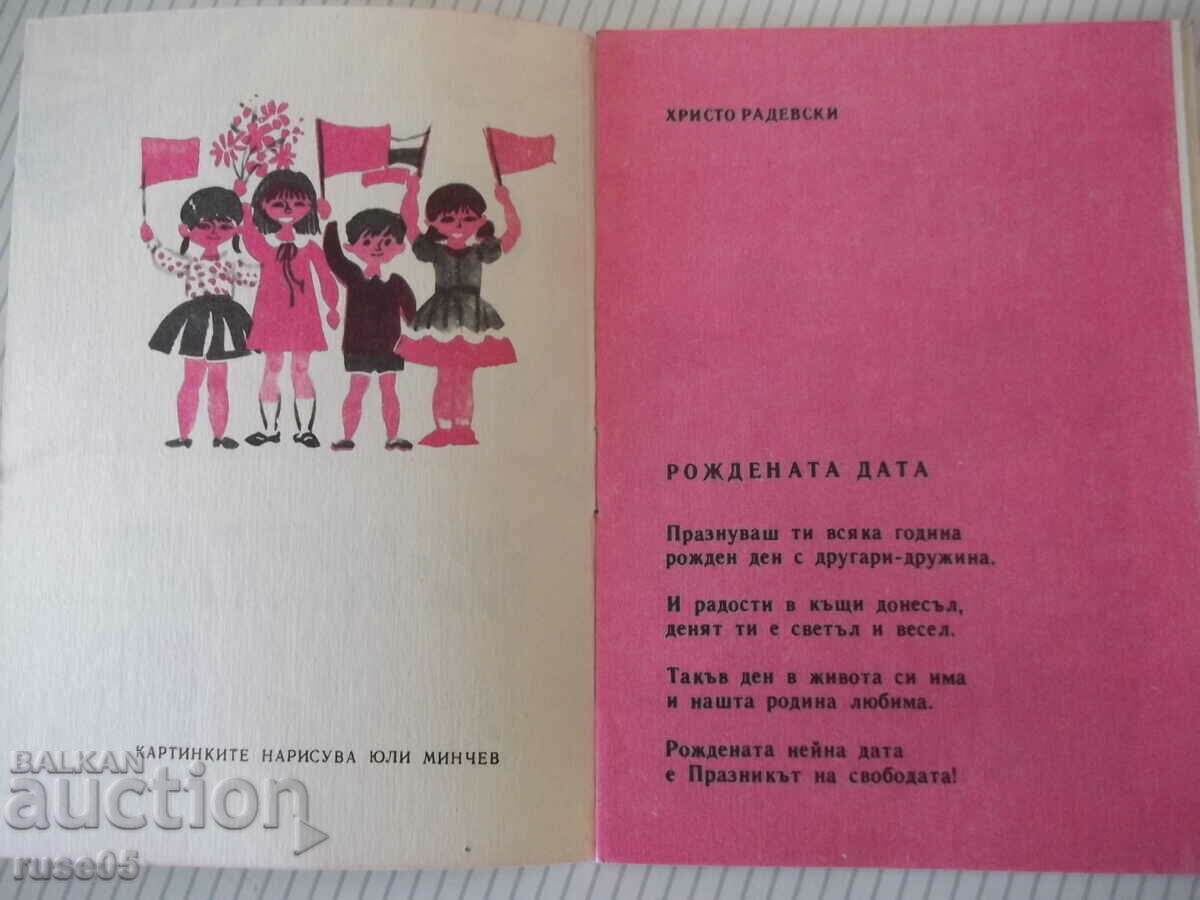 КАРТИНКИТЕ НАРИСУВА ЮЛИ МИНЧЕВ
BALKAN
auction
ruse05
ХРИСТО РАДЕВСКИ
РОЖДЕНАТА ДАТА
Празнуваш ти всяка година
рожден ден с другари-дружина.
И радости в къщи донесъл,
денят ти е светъл и весел.
Такъв ден в живота си има
и нашта родина любима.
Рождената нейна дата
е Празникът на свободата!